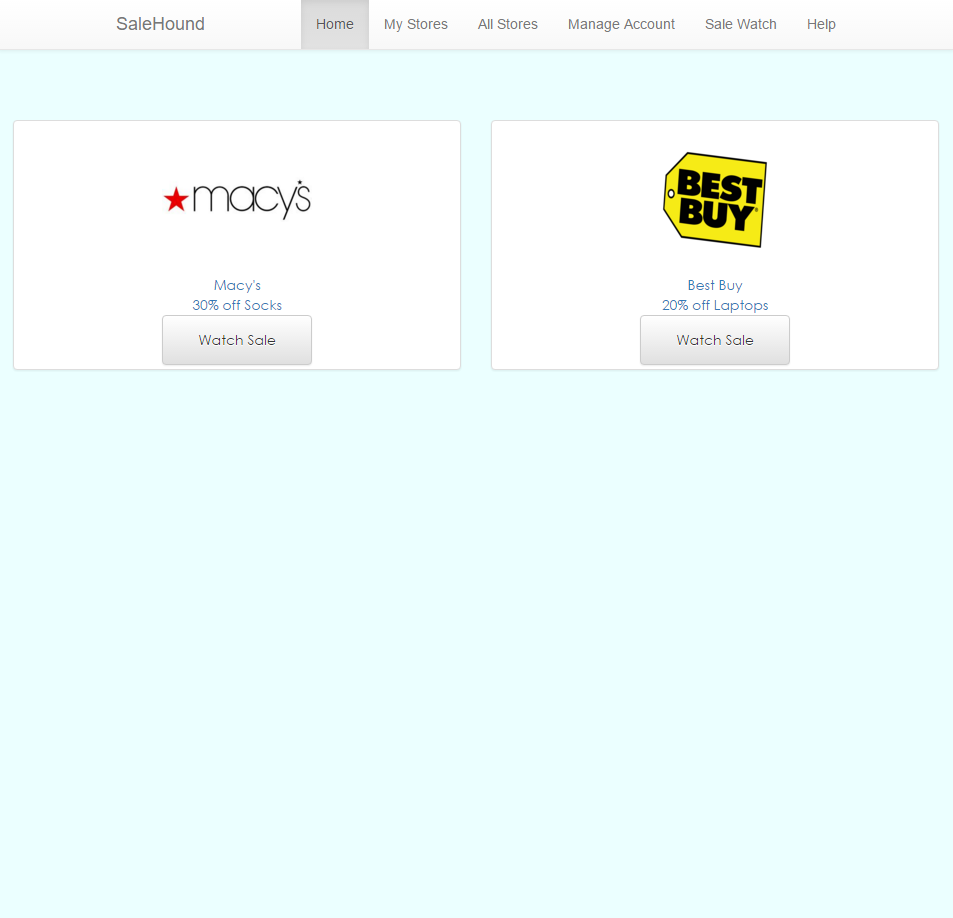 SaleHound Home My Stores All Stores Manage Account Sale Watch Help
macy's
Macy's
30% off Socks
Watch Sale
BEST
BUY
Best Buy
20% off Laptops
Watch Sale